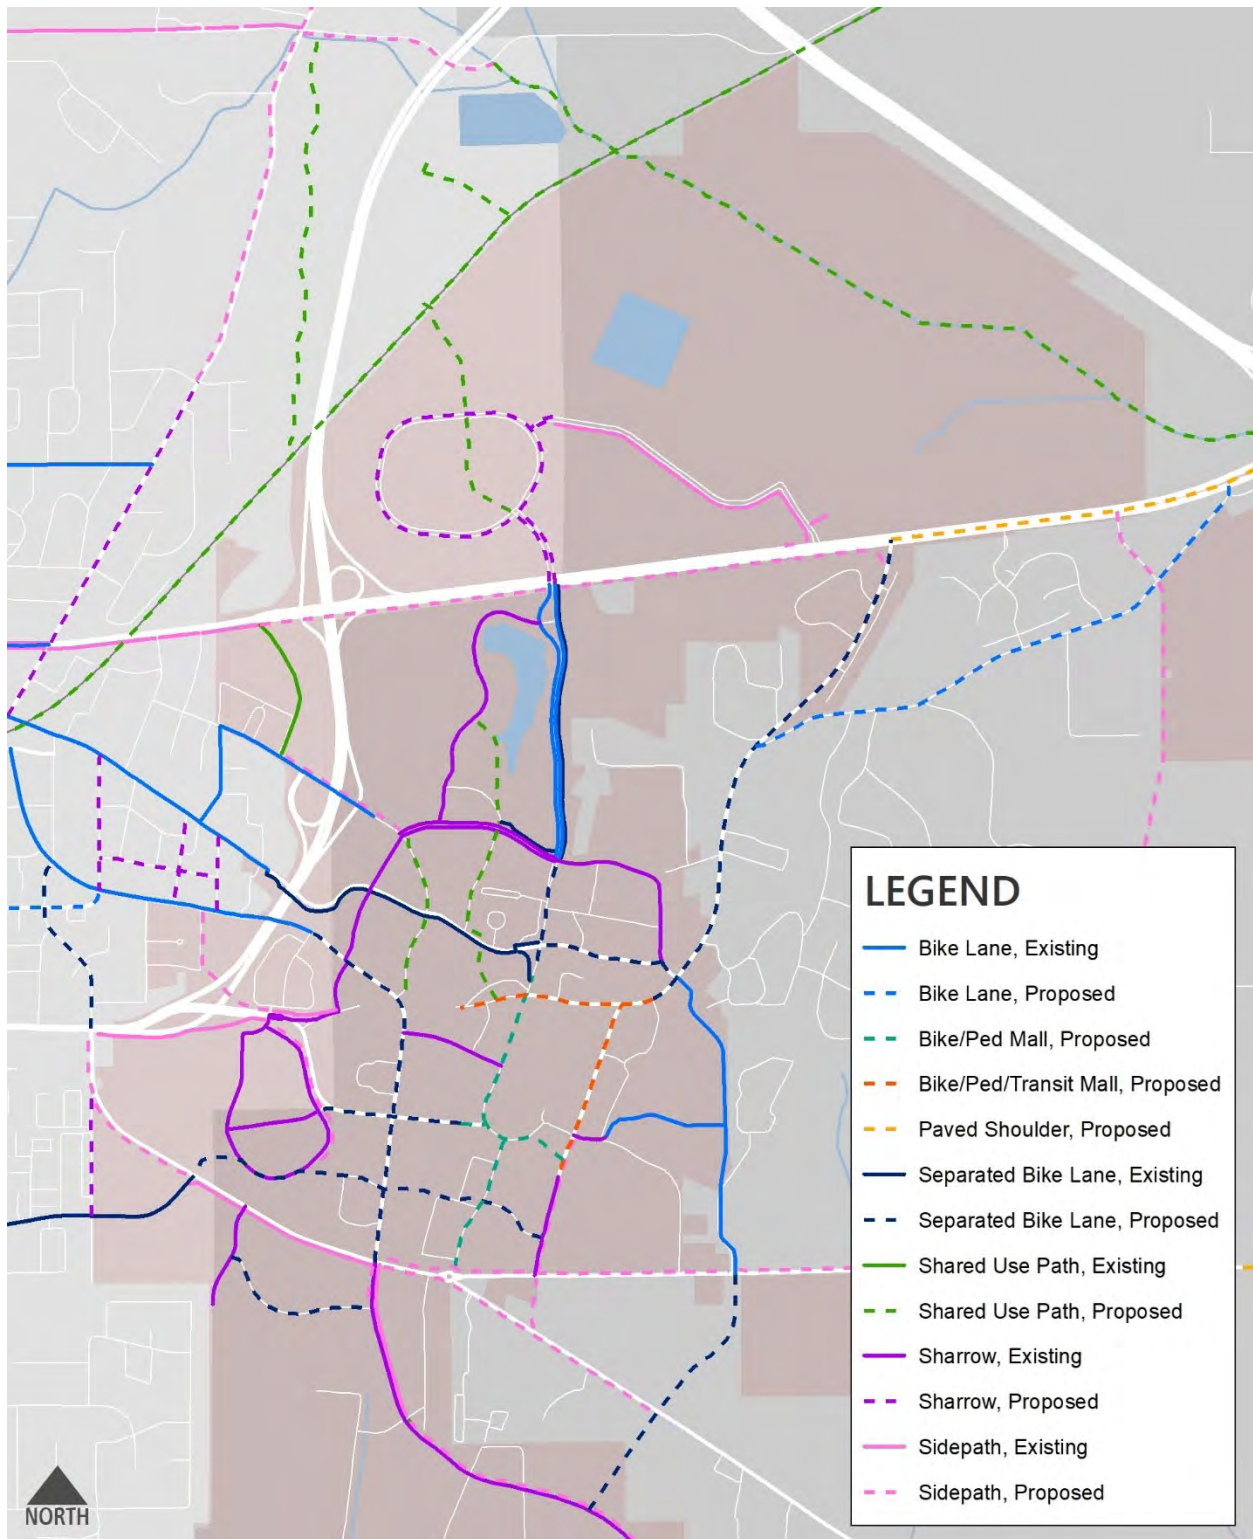 LEGEND
Bike Lane, Existing
Bike Lane, Proposed
Bike/Ped Mall, Proposed
Bike/Ped/Transit Mall, Proposed
Paved Shoulder, Proposed
Separated Bike Lane, Existing
Separated Bike Lane, Proposed
Shared Use Path, Existing
Shared Use Path, Proposed
Sharrow, Existing
Sharrow, Proposed
Sidepath, Existing
Sidepath, Proposed
NORTH